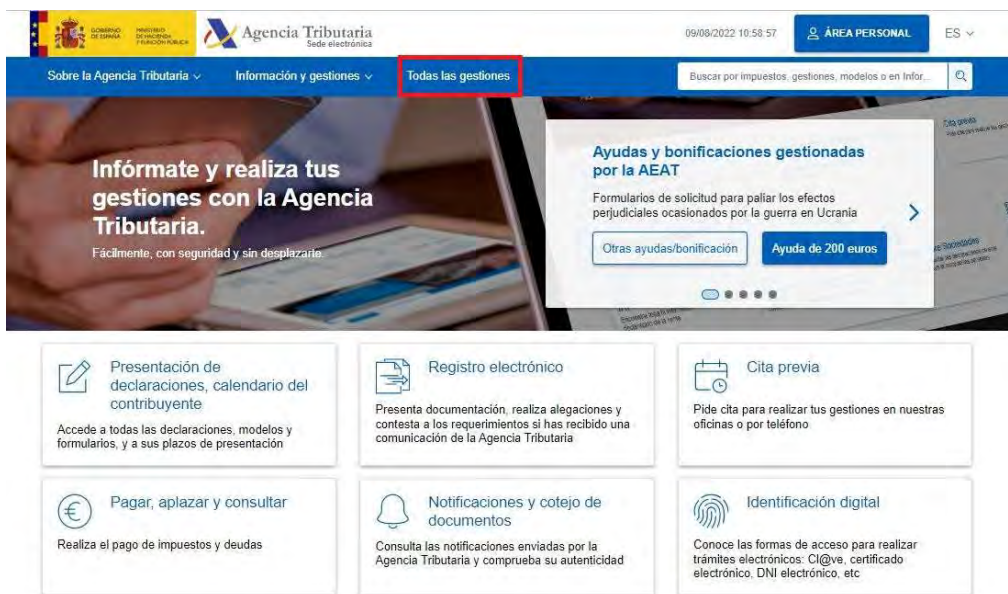 GOBIERNO DE ESPAÑA
MINISTERIO DE HACIENDA Y FUNCIÓN PÚBLICA
Agencia Tributaria
Sede electrónica
09/08/2022 10:58:57
ÁREA PERSONAL
ES
Sobre la Agencia Tributaria
Información y gestiones
Todas las gestiones
Buscar por impuestos, gestiones, modelos o en Infor...
Infórmate y realiza tus
gestiones con la Agencia
Tributaria.
Fácilmente, con seguridad y sin desplazarte.
Cita previa
Ayudas y bonificaciones gestionadas
por la AEAT
Formularios de solicitud para paliar los efectos
perjudiciales ocasionados por la guerra en Ucrania
Otras ayudas/bonificación
Ayuda de 200 euros
Sociedades
Presentación de
declaraciones, calendario del
contribuyente
Accede a todas las declaraciones, modelos y
formularios, y a sus plazos de presentación
Registro electrónico
Presenta documentación, realiza alegaciones y
contesta a los requerimientos si has recibido una
comunicación de la Agencia Tributaria
Cita previa
Pide cita para realizar tus gestiones en nuestras
oficinas o por teléfono
Pagar, aplazar y consultar
Realiza el pago de impuestos y deudas
Notificaciones y cotejo de
documentos
Consulta las notificaciones enviadas por la
Agencia Tributaria y comprueba su autenticidad
Identificación digital
Conoce las formas de acceso para realizar
trámites electrónicos: Cl@ve, certificado
electrónico, DNI electrónico, etc